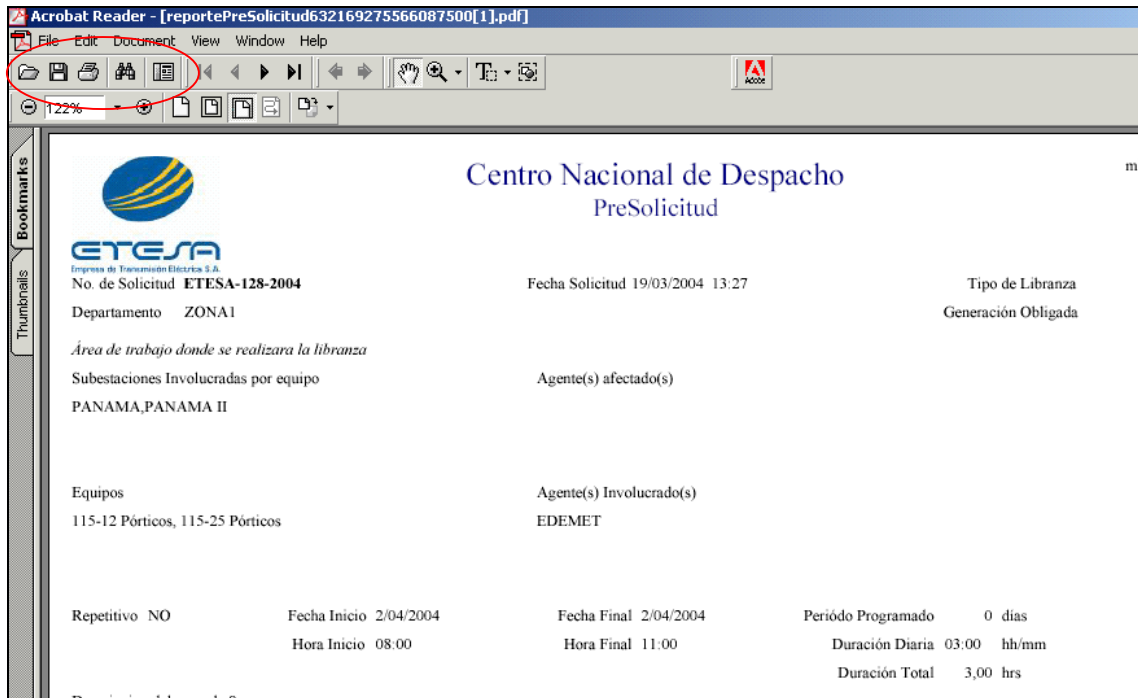 Acrobat Reader - [reportePreSolicitud632169275566087500[1].pdf]
File Edit Document View Window Help
Adobe
122%
Bookmarks
Thumbnails
Centro Nacional de Despacho
PreSolicitud
m
ETESA
Empresa de Transmisión Eléctrica S.A.
No. de Solicitud ETESA-128-2004 Fecha Solicitud 19/03/2004 13:27 Tipo de Libranza
Departamento ZONA1 Generación Obligada
Área de trabajo donde se realizara la libranza
Subestaciones Involucradas por equipo Agente(s) afectado(s)
PANAMA,PANAMA II
Equipos Agente(s) Involucrado(s)
115-12 Pórticos, 115-25 Pórticos EDEMET
Repetitivo NO Fecha Inicio 2/04/2004 Fecha Final 2/04/2004 Periódo Programado 0 días
Hora Inicio 08:00 Hora Final 11:00 Duración Diaria 03:00 hh/mm
Duración Total 3,00 hrs